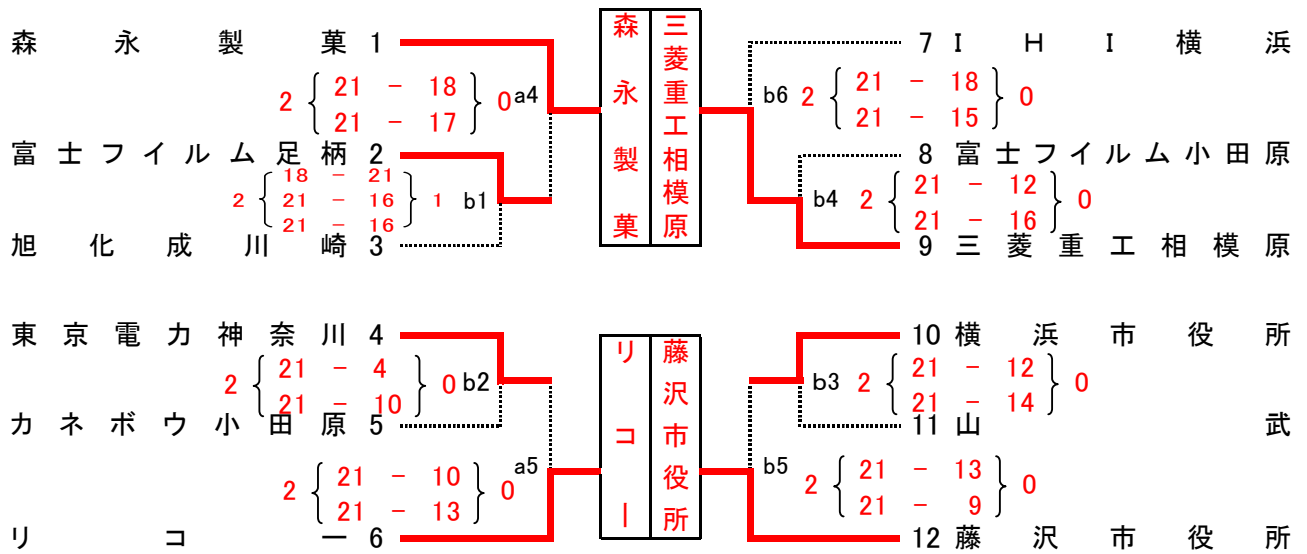 森永製菓 1
2 21 - 18 0 a4
21 - 17
富士フイルム足柄 2
18 - 21
2 21 - 16 1 b1
21 - 16
旭化成川崎 3
森永製菓
三菱重工相模原
7 IHI横浜
b6 2 21 - 18 0
21 - 15
8 富士フイルム小田原
b4 2 21 - 12 0
21 - 16
9 三菱重工相模原
東京電力神奈川 4
2 21 - 4 0 b2
21 - 10
カネボウ小田原 5
2 21 - 10 0 a5
21 - 13
リコー 6
リコー
藤沢市役所
10 横浜市役所
b3 2 21 - 12 0
21 - 14
11 山武
b5 2 21 - 13 0
21 - 9
12 藤沢市役所